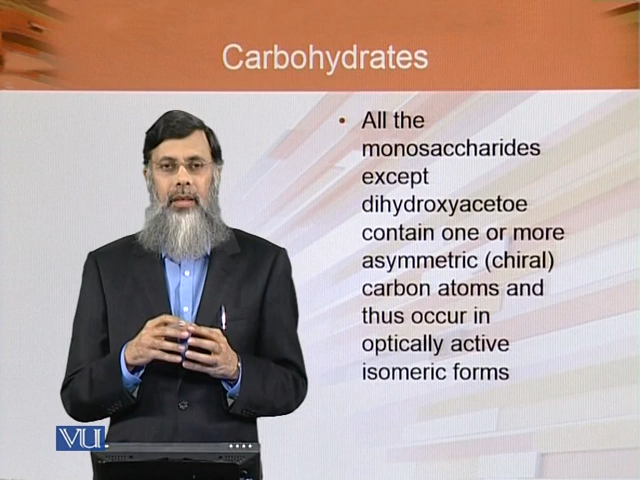 Carbohydrates
• All the
monosaccharides
except
dihydroxyacetoe
contain one or more
asymmetric (chiral)
carbon atoms and
thus occur in
optically active
isomeric forms
VU